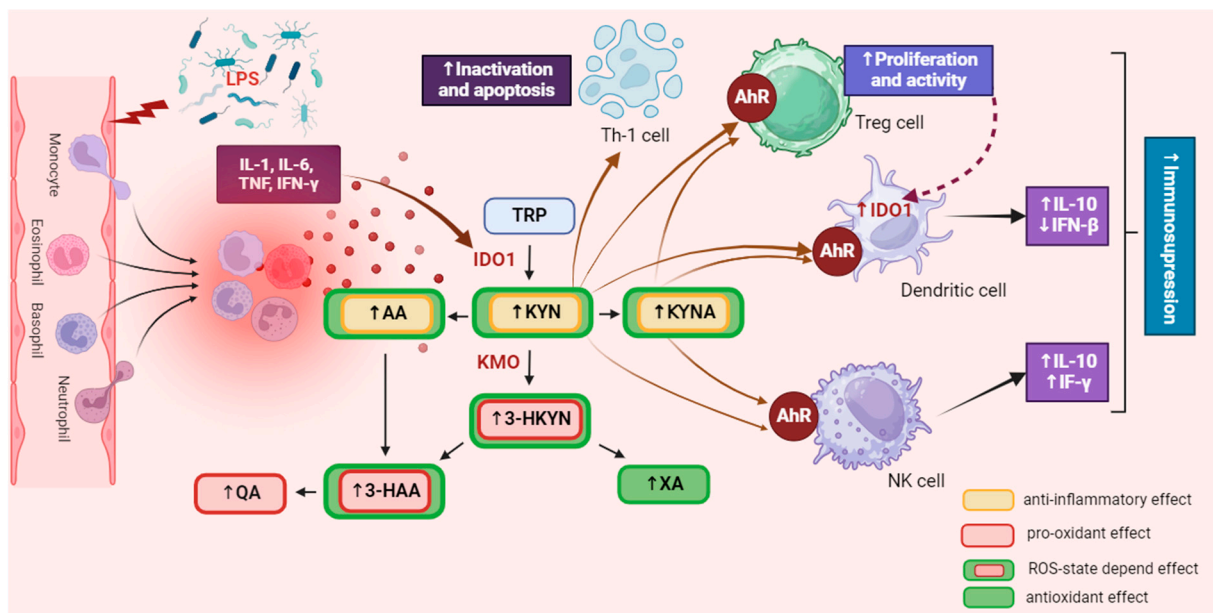 LPS
Monocyte
Eosinophil
Basophil
Neutrophil
IL-1, IL-6,
TNF, IFN-γ
↑Inactivation
and apoptosis
Th-1 cell
AhR
Treg cell
↑Proliferation
and activity
TRP
IDO1
↑AA
↑KYN
↑KYNA
KMO
↑3-HKYN
↑QA
↑3-HAA
↑XA
↑IDO1
AhR
Dendritic cell
↑IL-10
↓IFN-β
AhR
NK cell
↑IL-10
↑IF-γ
↑Immunosupression
anti-inflammatory effect
pro-oxidant effect
ROS-state depend effect
antioxidant effect